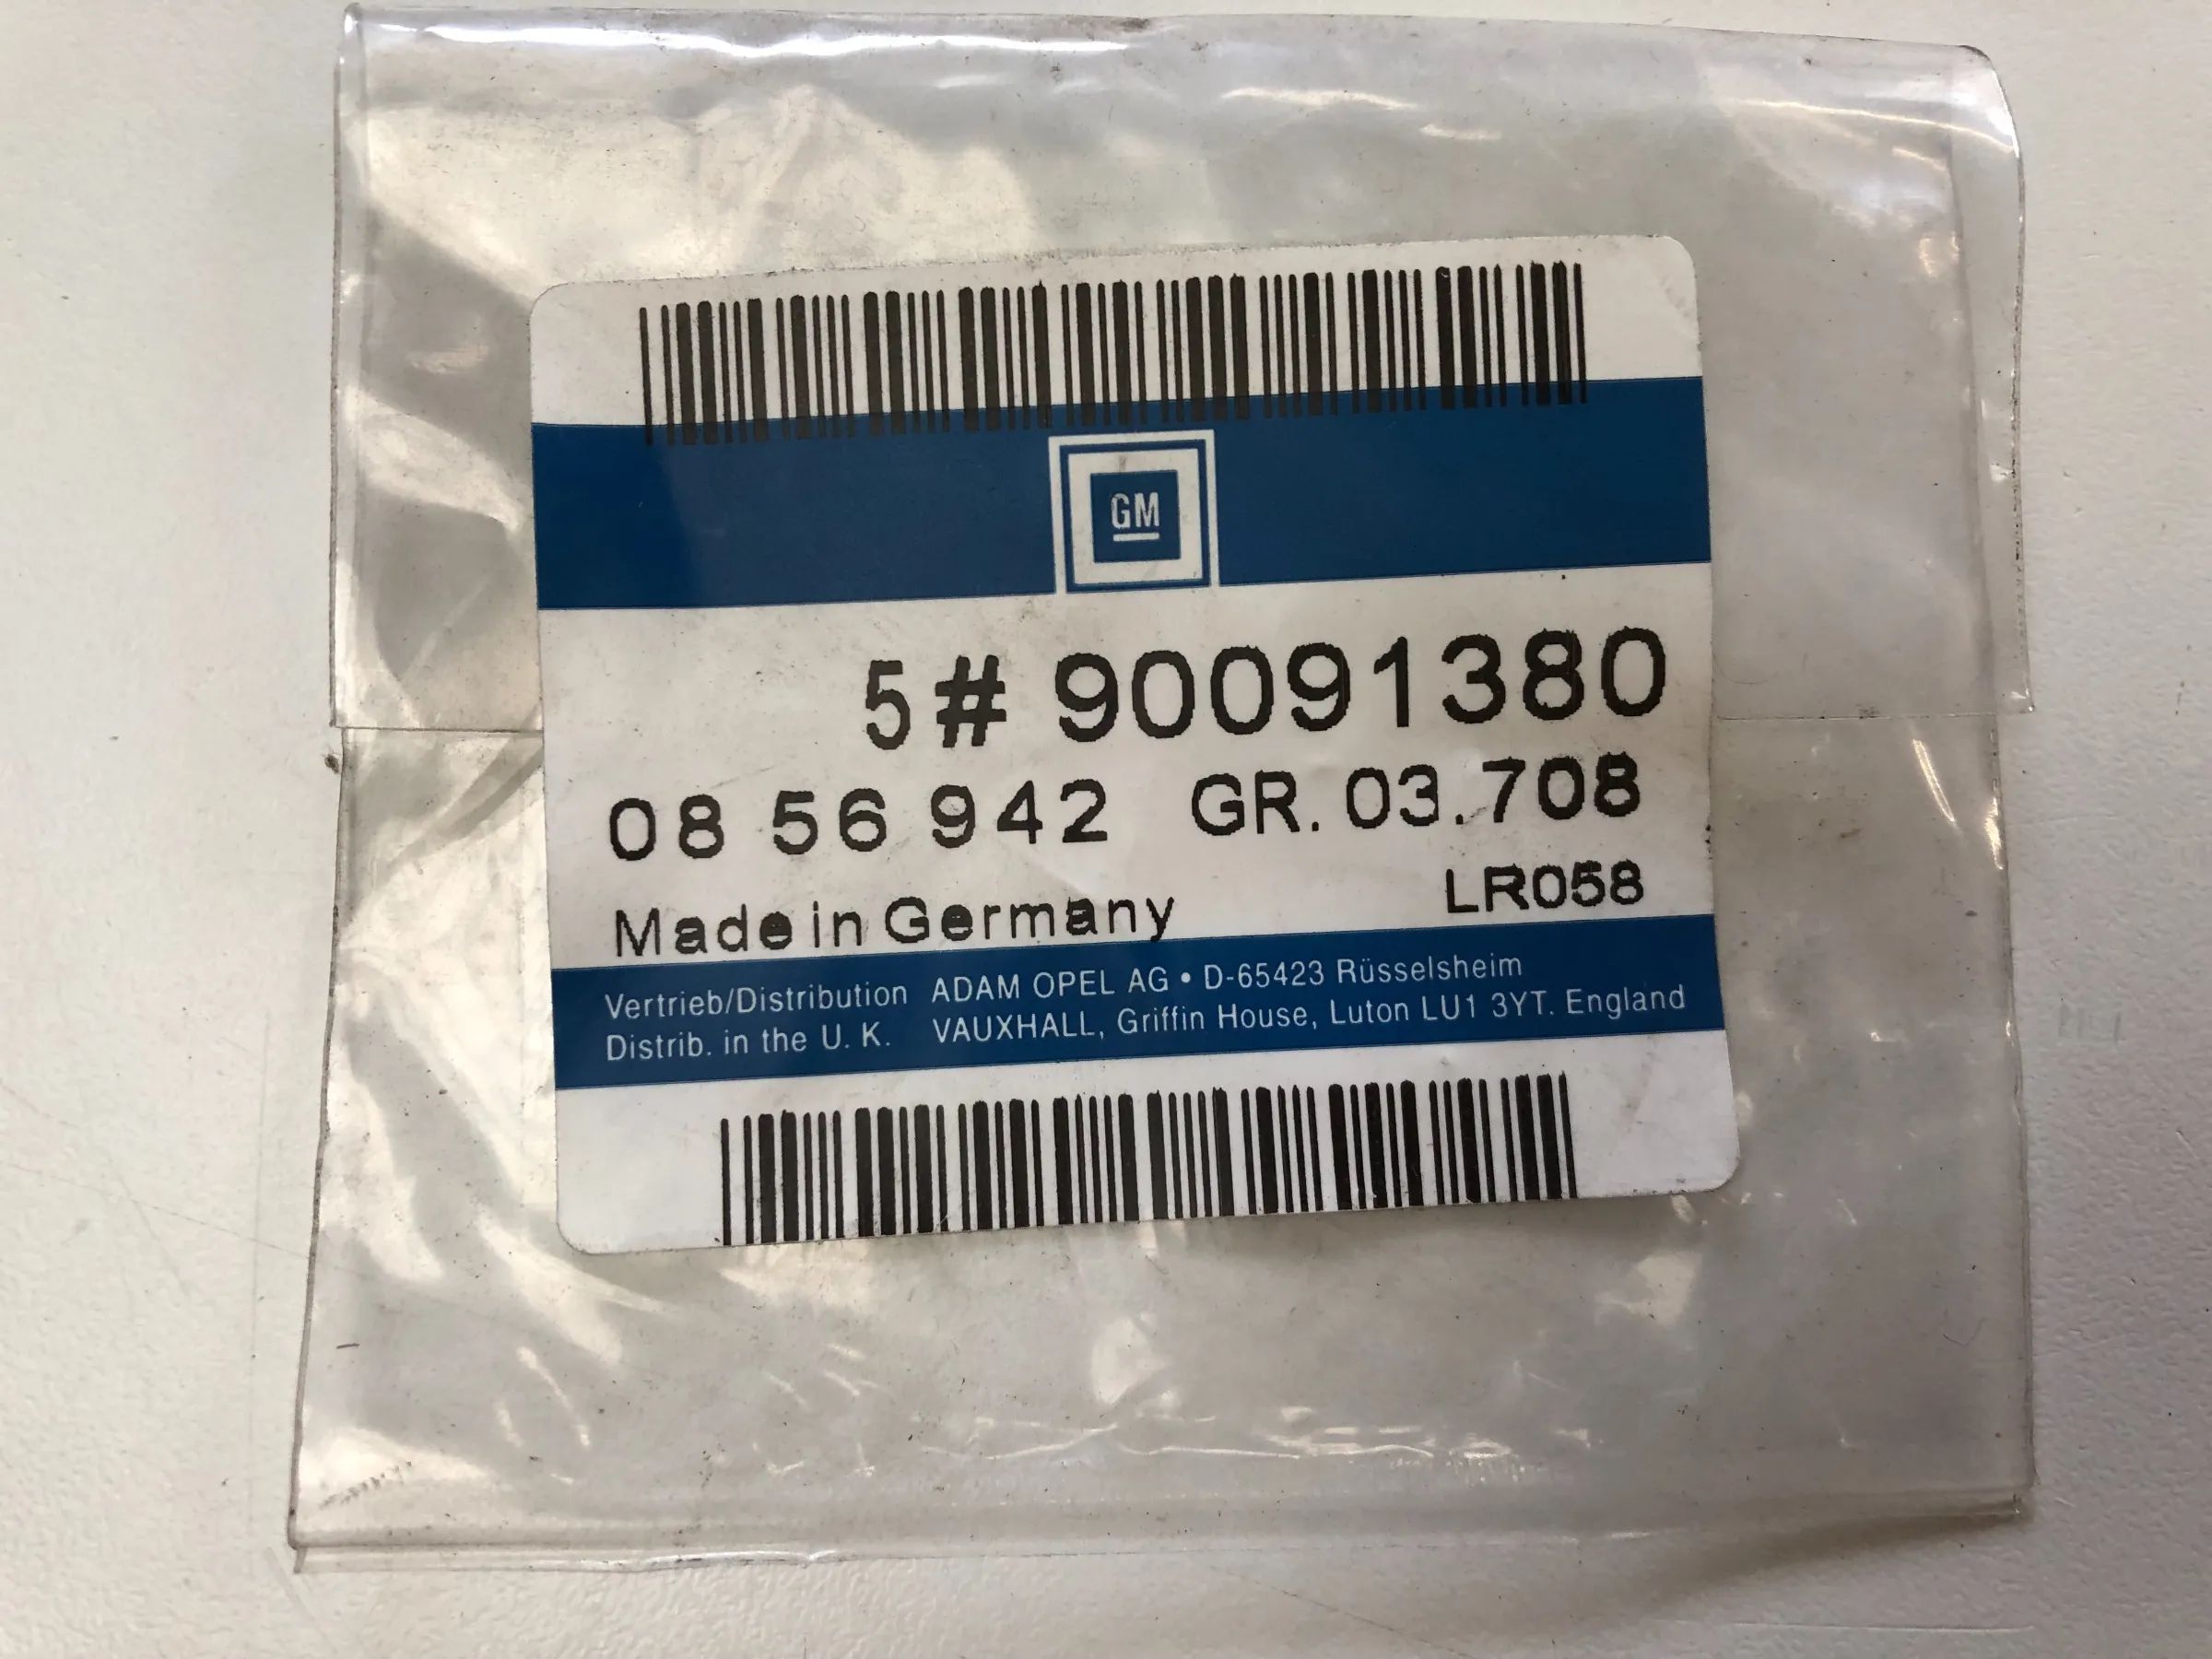 GM
5# 90091380
08 56 942 GR. 03.708
LR058
Made in Germany
Vertrieb/Distribution ADAM OPEL AG • D-65423 Rüsselsheim
Distrib. in the U. K. VAUXHALL, Griffin House, Luton LU1 3YT. England